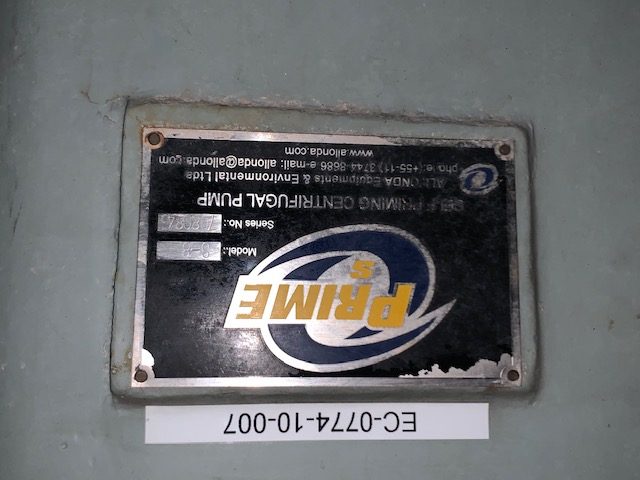 EC-0774-10-007
PRIME
S
Model.:
Series No.:
SELF PRIMING CENTRIFUGAL PUMP
ALLONDA Equipments & Environmental Ltda
phone:(+55-11) 3744-8686 e-mail: allonda@allonda.com
www.allonda.com